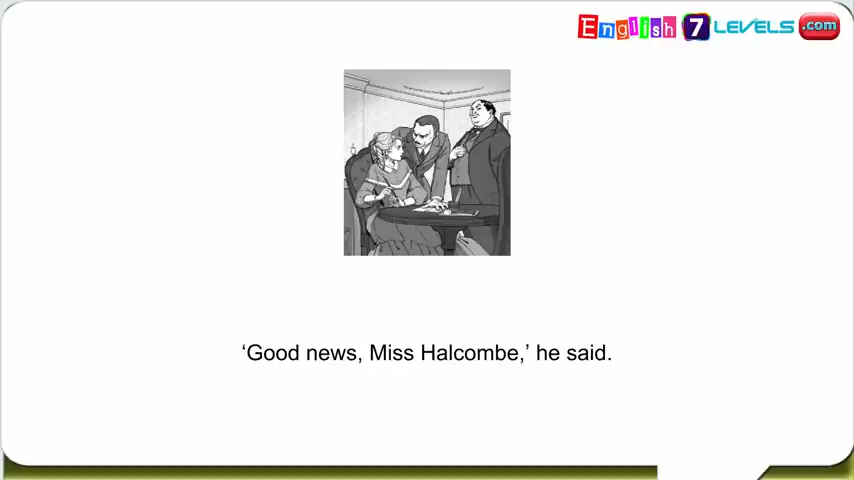 English 7 LEVELS .com
‘Good news, Miss Halcombe,’ he said.